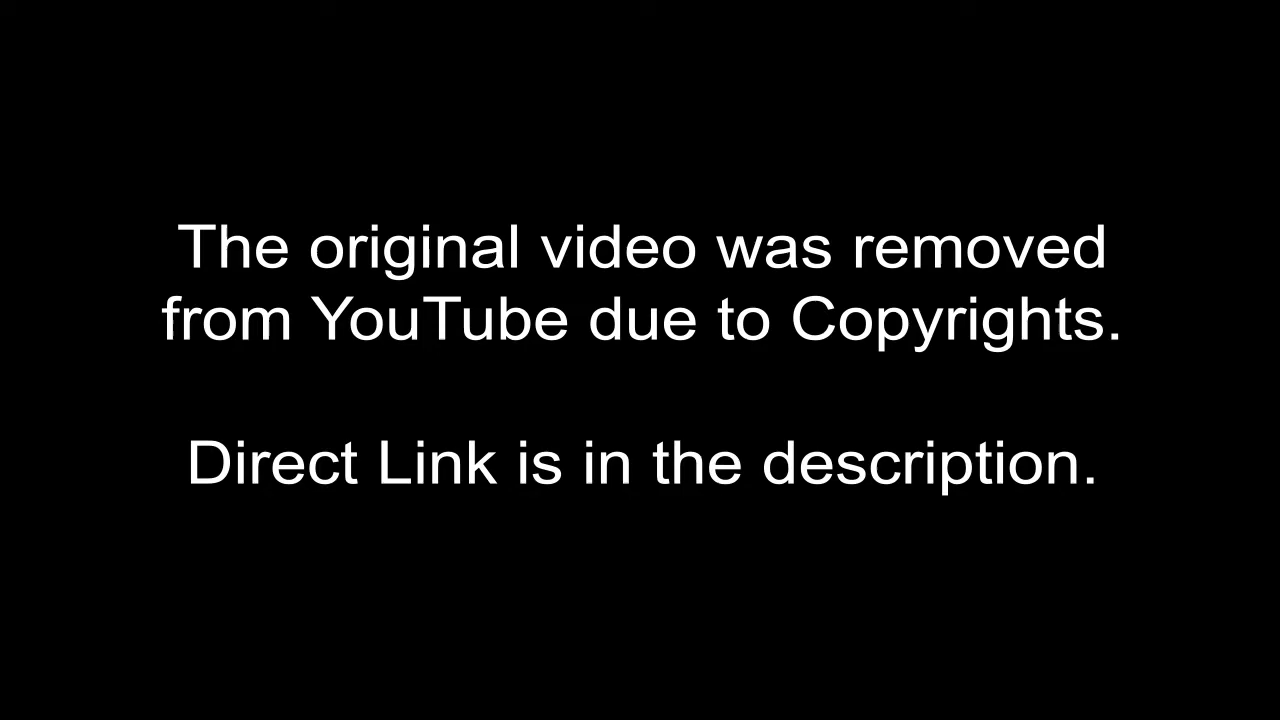 The original video was removed
from YouTube due to Copyrights.
Direct Link is in the description.